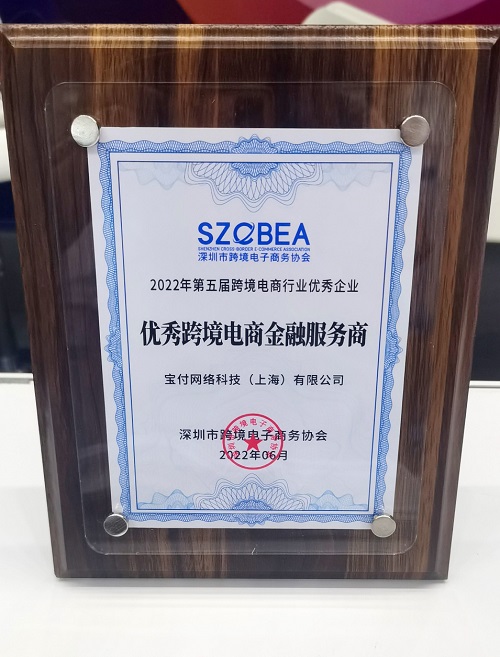 SZCBEA
SHENZHEN CROSS-BORDER E-COMMERCE ASSOCIATION
深圳市跨境电子商务协会
2022年第五届跨境电商行业优秀企业
优秀跨境电商金融服务商
宝付网络科技（上海）有限公司
深圳市跨境电子商务协会
2022年06月